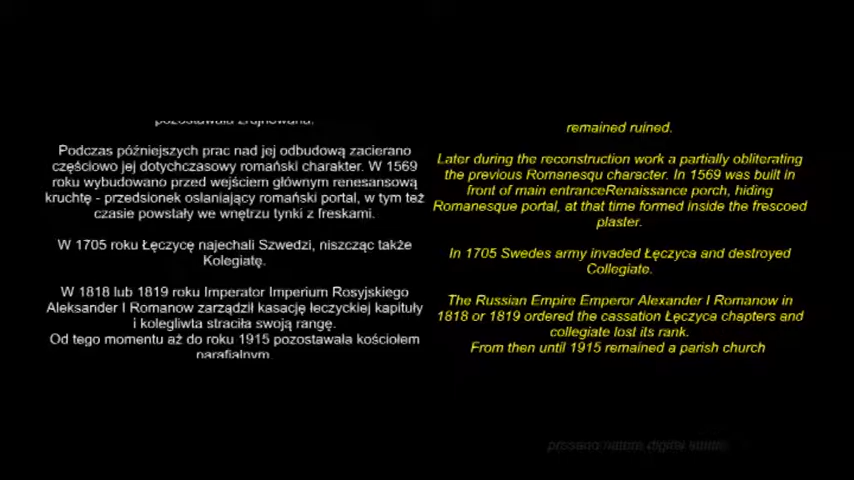 pozostawała zrujnowana.
Podczas późniejszych prac nad jej odbudową zacierano
częściowo jej dotychczasowy romański charakter. W 1569
roku wybudowano przed wejściem głównym renesansową
kruchtę - przedsionek osłaniający romański portal, w tym też
czasie powstały we wnętrzu tynki z freskami.
W 1705 roku Łęczycę najechali Szwedzi, niszcząc także
Kolegiatę.
W 1818 lub 1819 roku Imperator Imperium Rosyjskiego
Aleksander I Romanow zarządził kasację łęczyckiej kapituły
i kolegliwta straciła swoją rangę.
Od tego momentu aż do roku 1915 pozostawała kościołem
parafialnym
remained ruined.
Later during the reconstruction work a partially obliterating
the previous Romanesqu character. In 1569 was built in
front of main entranceRenaissance porch, hiding
Romanesque portal, at that time formed inside the frescoed
plaster.
In 1705 Swedes army invaded Łęczyca and destroyed
Collegiate.
The Russian Empire Emperor Alexander I Romanow in
1818 or 1819 ordered the cassation Łęczyca chapters and
collegiate lost its rank.
From then until 1915 remained a parish church
digital